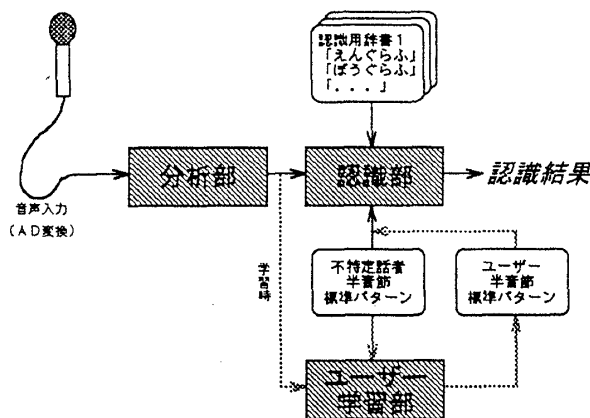 認識用辞書1
「えんぐらふ」
「ぼうぐらふ」
「．．．」
分析部
認識部
認識結果
音声入力
(AD変換)
学習時
不特定話者
半音節
標準パターン
ユーザー
半音節
標準パターン
ユーザー
学習部